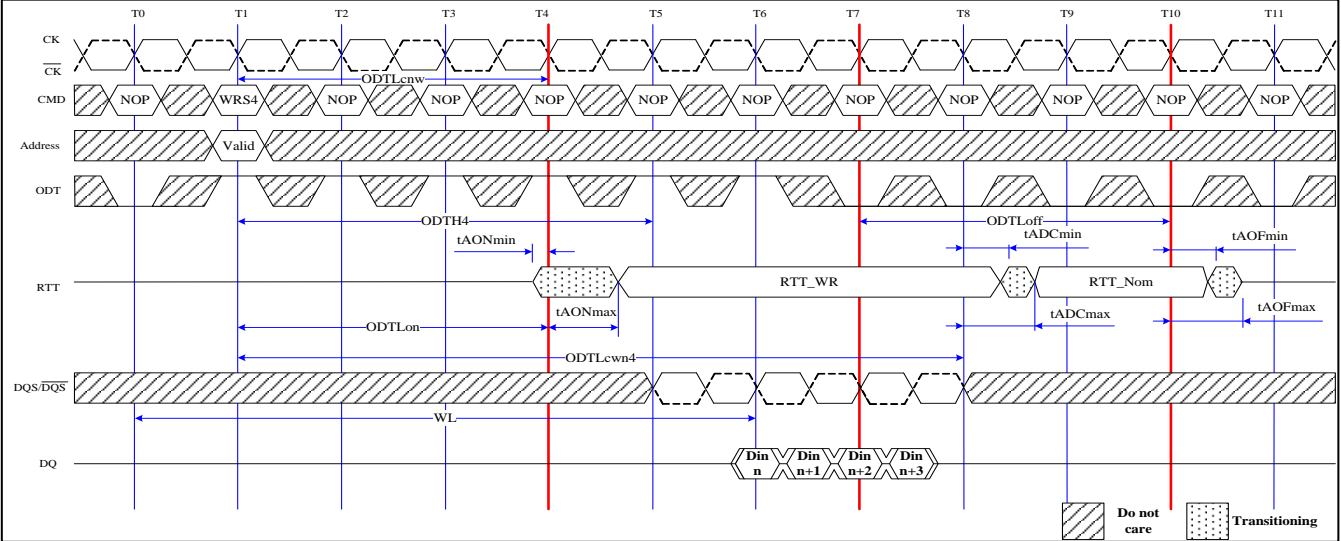 T0 T1 T2 T3 T4 T5 T6 T7 T8 T9 T10 T11
CK
CK
ODTLcnw
CMD NOP WRS4 NOP NOP NOP NOP NOP NOP NOP NOP NOP NOP
Address Valid
ODT
ODTH4 ODTLoff
tAONmin tADCmin tAOFmin
RTT RTT_WR RTT_Nom
tAONmax tADCmax tAOFmax
ODTLon
ODTLcwn4
DQS/DQS
WL
DQ Din n Din n+1 Din n+2 Din n+3
Do not care Transitioning